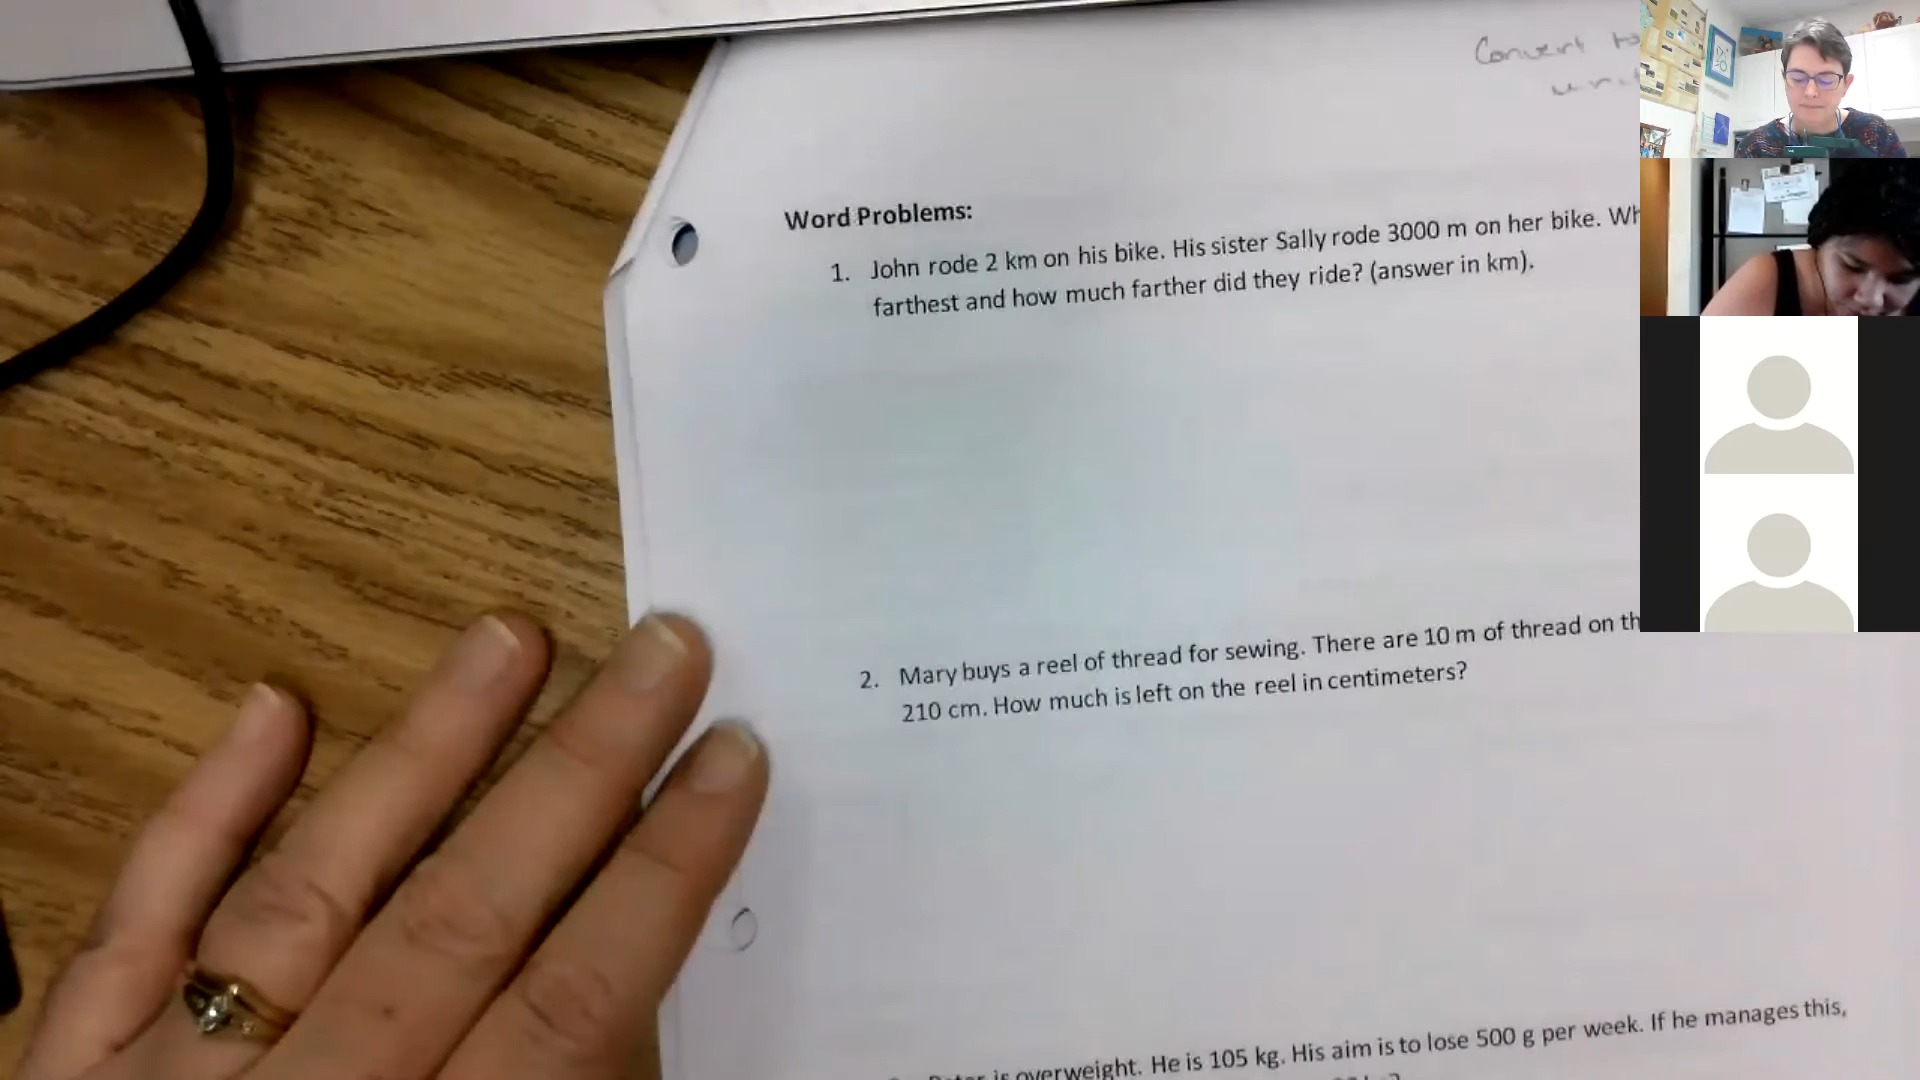 Convert to
Word Problems:
1. John rode 2 km on his bike. His sister Sally rode 3000 m on her bike. Wh
farthest and how much farther did they ride? (answer in km).
2. Mary buys a reel of thread for sewing. There are 10 m of thread on th
210 cm. How much is left on the reel in centimeters?
is overweight. He is 105 kg. His aim is to lose 500 g per week. If he manages this,